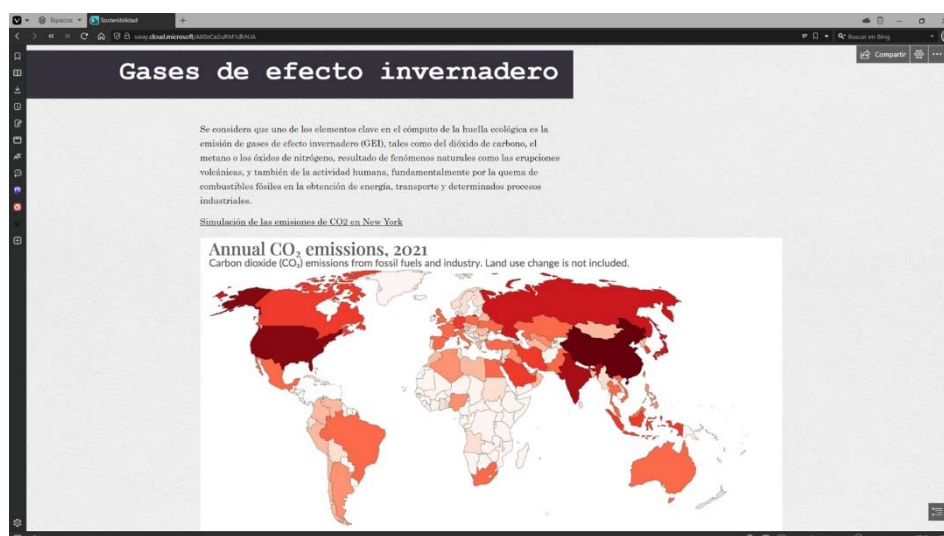 Espacios
Sostenibilidad
Buscar en Bing
Compartir
Gases de efecto invernadero
Se considera que uno de los elementos clave en el cómputo de la huella ecológica es la
emisión de gases de efecto invernadero (GEI), tales como del dióxido de carbono, el
metano o los óxidos de nitrógeno, resultado de fenómenos naturales como las erupciones
volcánicas, y también de la actividad humana, fundamentalmente por la quema de
combustibles fósiles en la obtención de energía, transporte y determinados procesos
industriales.
Simulación de las emisiones de CO2 en New York
Annual CO₂ emissions, 2021
Carbon dioxide (CO₂) emissions from fossil fuels and industry. Land use change is not included.